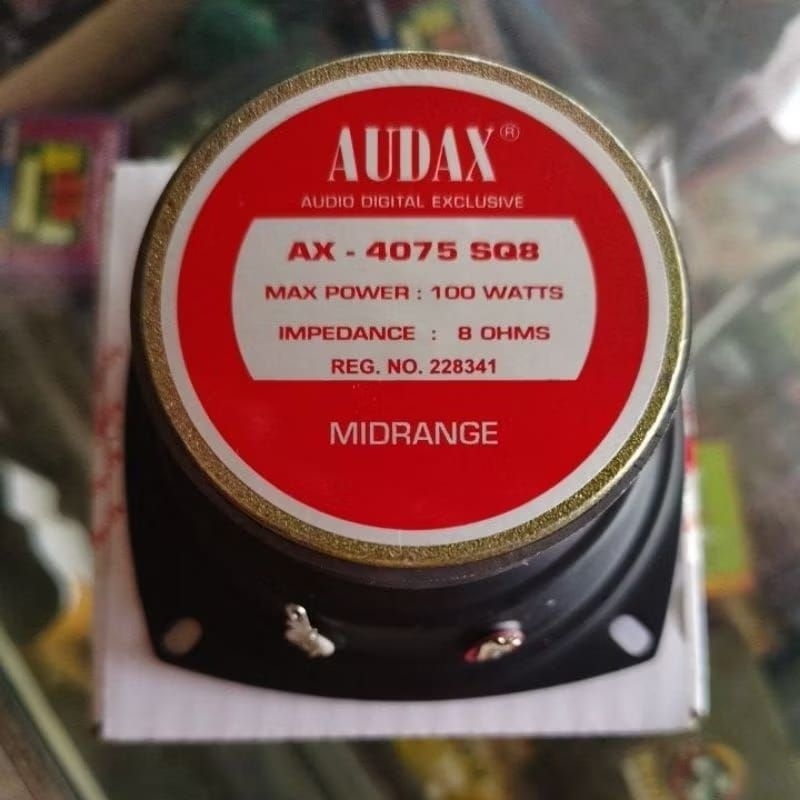 AUDAX®
AUDIO DIGITAL EXCLUSIVE
AX - 4075 SQ8
MAX POWER : 100 WATTS
IMPEDANCE : 8 OHMS
REG. NO. 228341
MIDRANGE